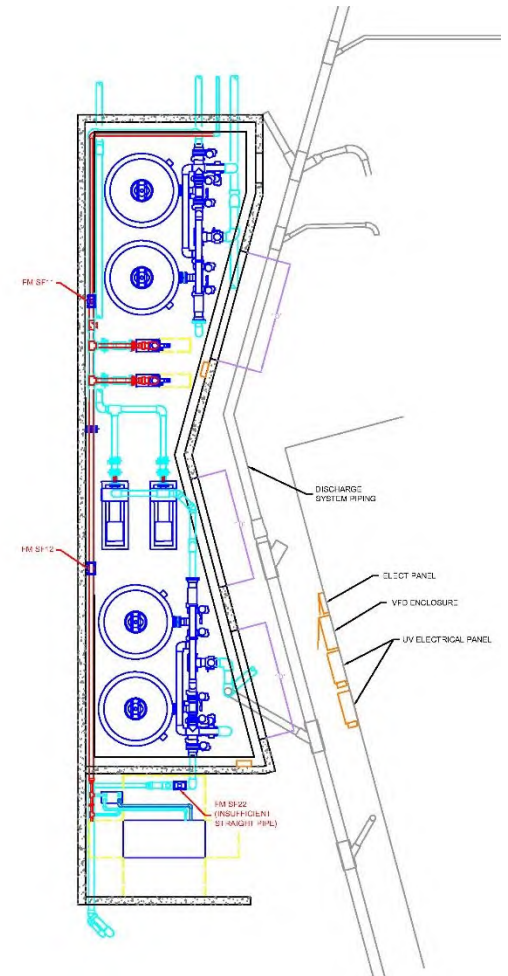 FM SF11
DISCHARGE
SYSTEM PIPING
FM SF12
ELECT PANEL
VFD ENCLOSURE
UV ELECTRICAL PANEL
FM SF22
(INSUFFICIENT
STRAIGHT PIPE)